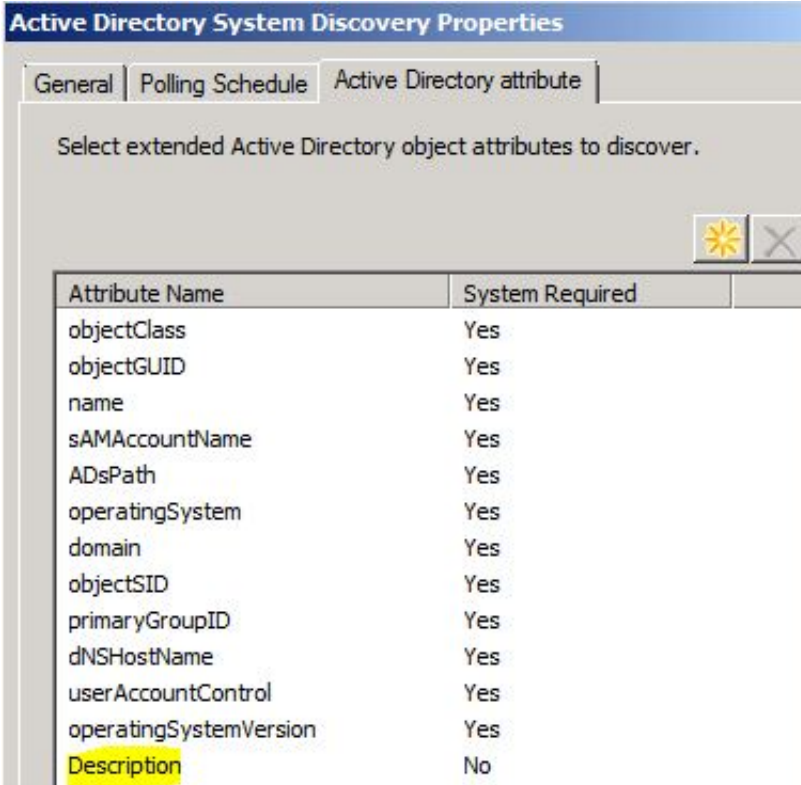 Active Directory System Discovery Properties
General Polling Schedule Active Directory attribute
Select extended Active Directory object attributes to discover.
Attribute Name System Required
objectClass Yes
objectGUID Yes
name Yes
sAMAccountName Yes
ADsPath Yes
operatingSystem Yes
domain Yes
objectSID Yes
primaryGroupID Yes
dNSHostName Yes
userAccountControl Yes
operatingSystemVersion Yes
Description No